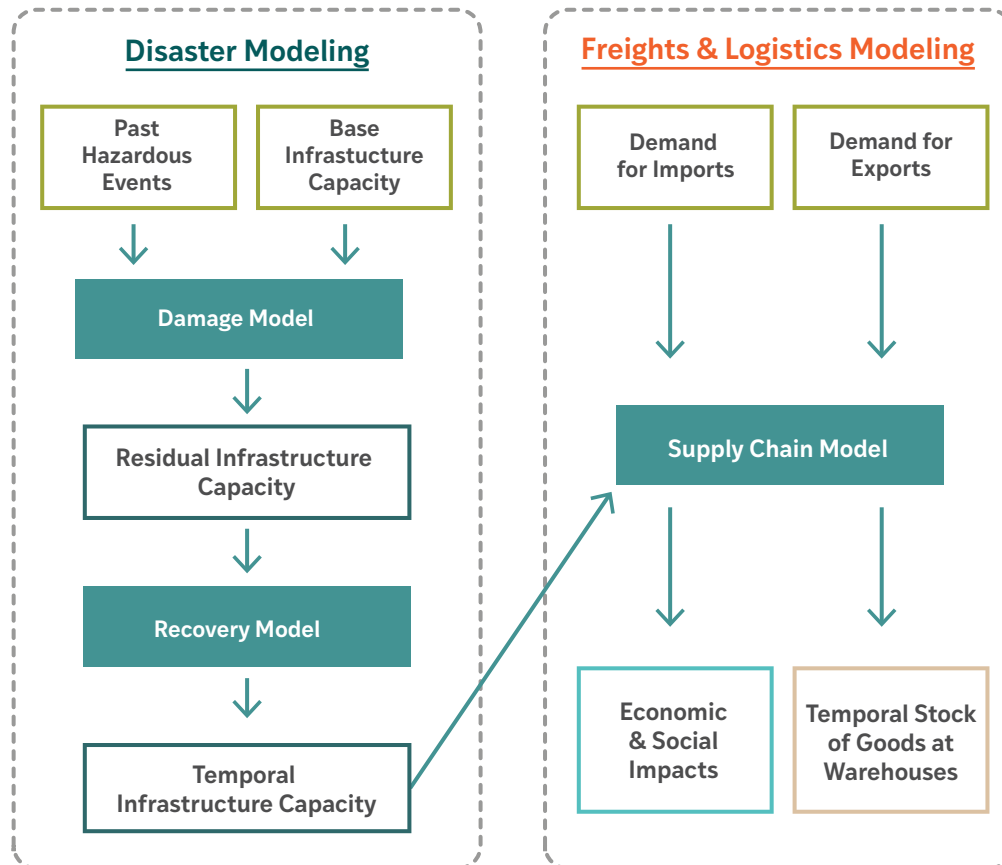 Disaster Modeling
Past
Hazardous
Events
Base
Infrastucture
Capacity
Damage Model
Residual Infrastructure
Capacity
Recovery Model
Temporal
Infrastructure Capacity
Freights & Logistics Modeling
Demand
for Imports
Demand for
Exports
Supply Chain Model
Economic
& Social
Impacts
Temporal Stock
of Goods at
Warehouses